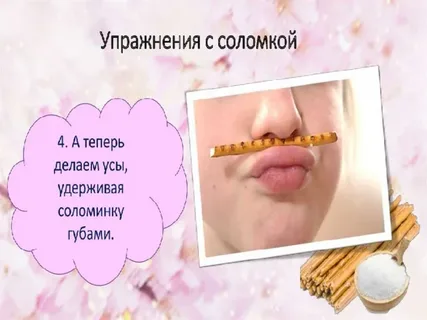 Упражнения с соломкой
4. А теперь
делаем усы,
удерживая
соломинку
губами.